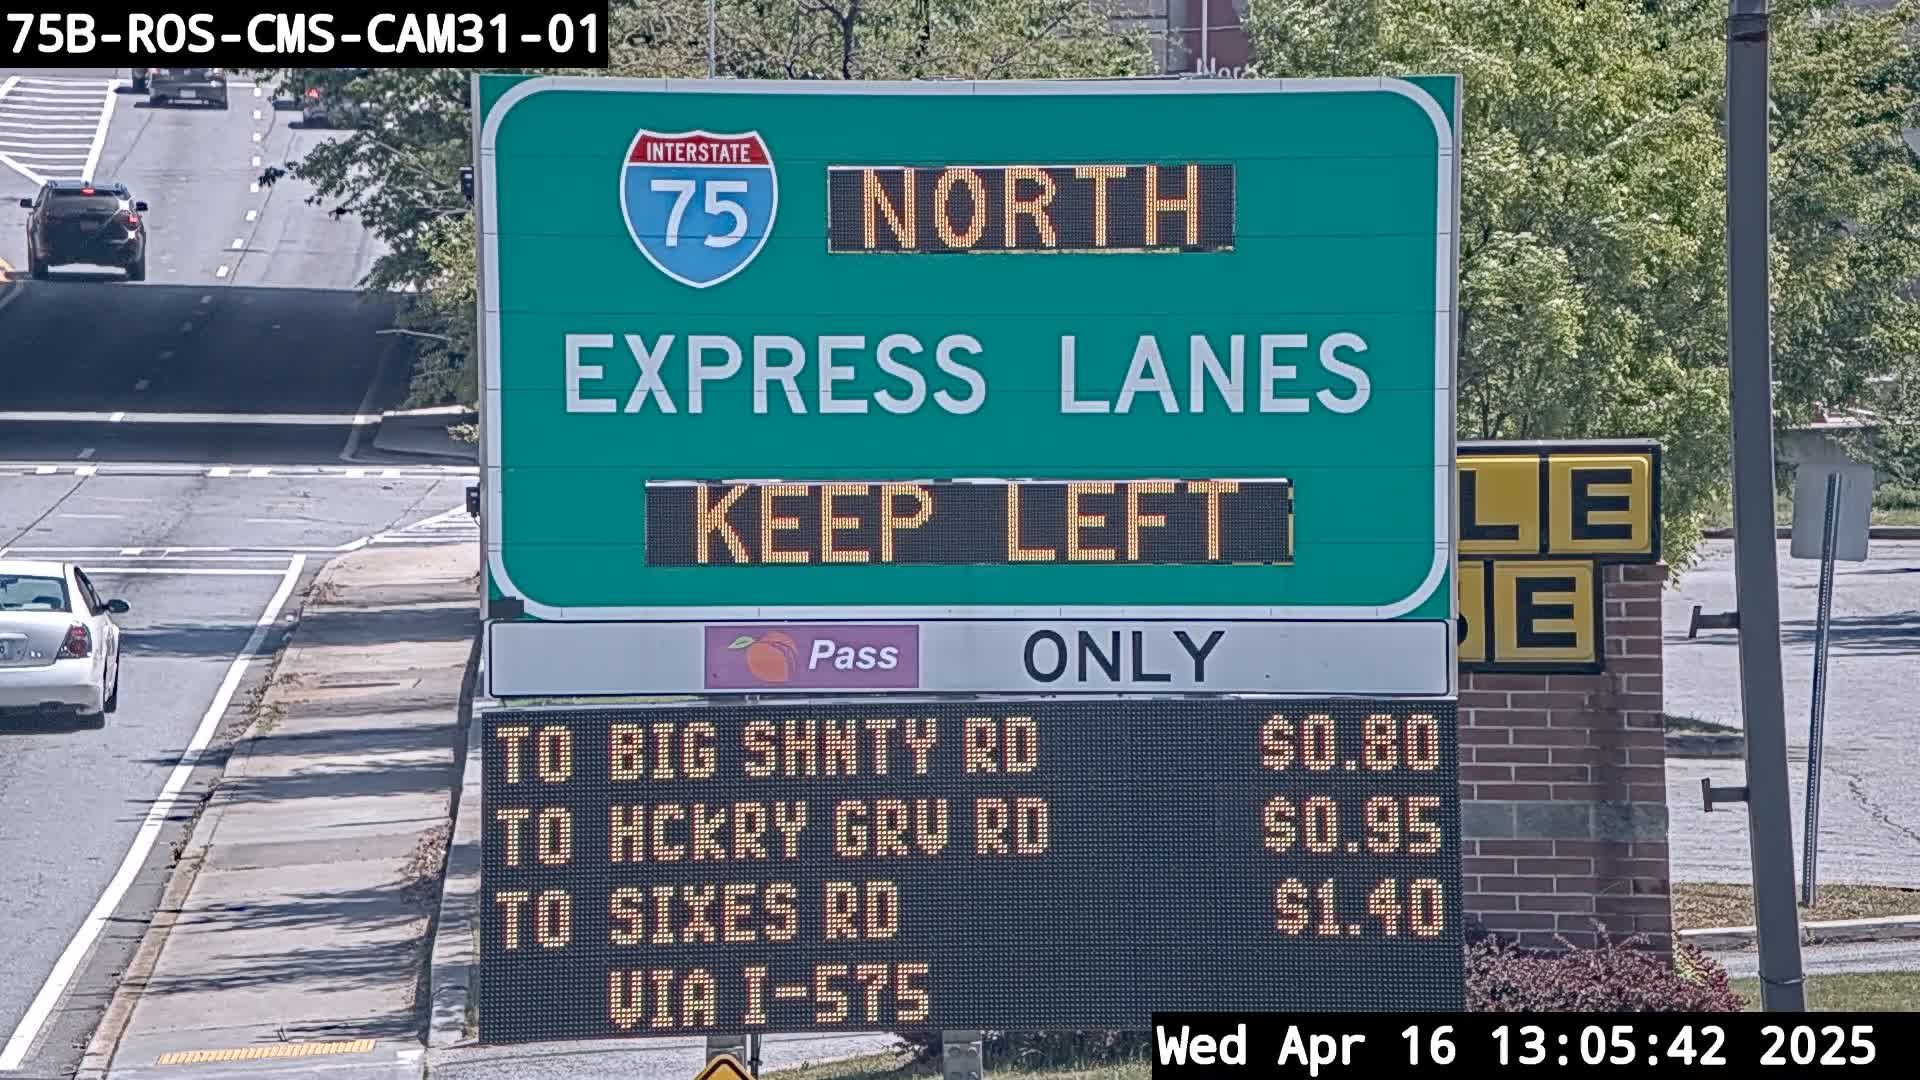 75B-ROS-CMS-CAM31-01
INTERSTATE
75
NORTH
EXPRESS LANES
KEEP LEFT
LE
E
Pass ONLY
TO BIG SHNTY RD $0.80
TO HCKRY GRV RD $0.95
TO SIXES RD $1.40
VIA I-575
Wed Apr 16 13:05:42 2025